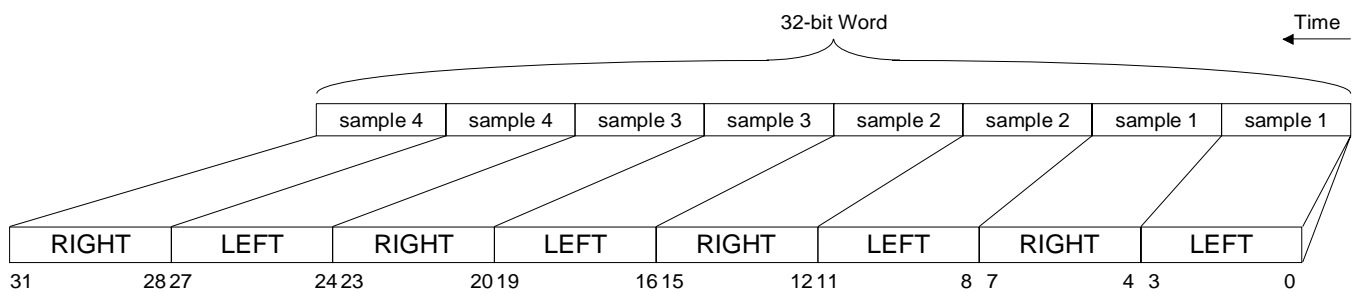 32-bit Word
Time
sample 4 sample 4 sample 3 sample 3 sample 2 sample 2 sample 1 sample 1
RIGHT LEFT RIGHT LEFT RIGHT LEFT RIGHT LEFT
31 28 27 24 23 20 19 16 15 12 11 8 7 4 3 0